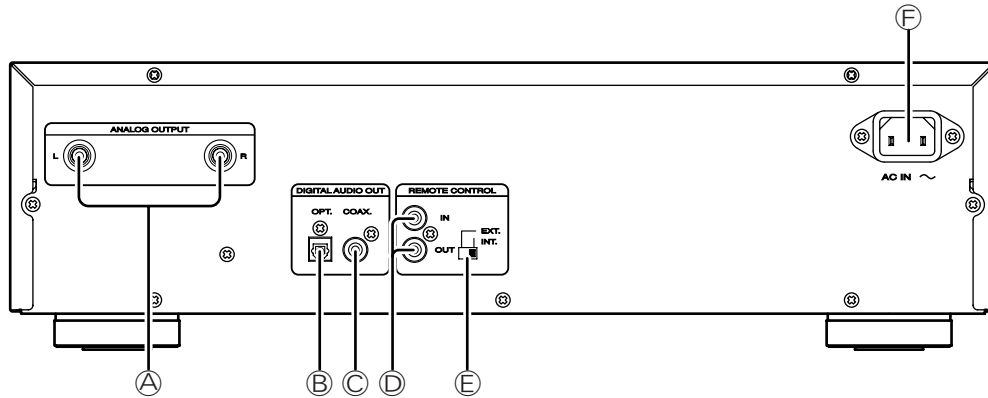 Ⓕ
ANALOG OUTPUT
L R
AC IN ～
DIGITAL AUDIO OUT REMOTE CONTROL
OPT. COAX. IN
EXT.
INT.
OUT
Ⓐ Ⓑ Ⓒ Ⓓ Ⓔ